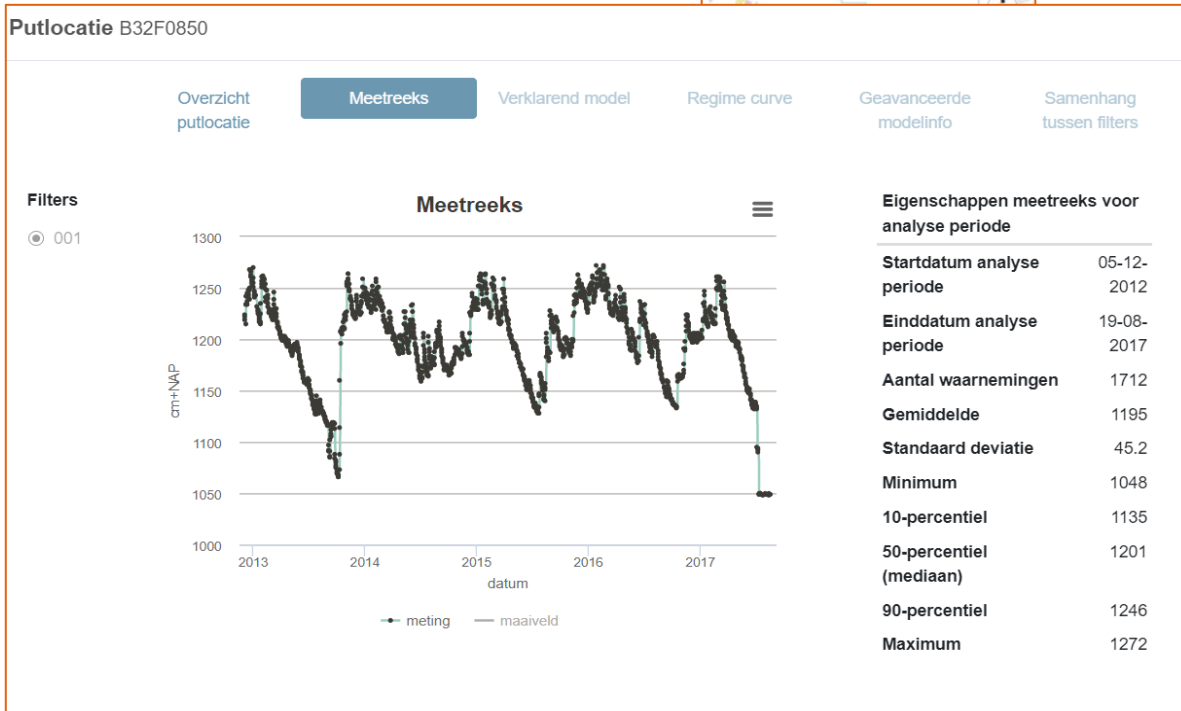 Putlocatie B32F0850
Overzicht
putlocatie
Meetreeks
Verklarend model
Regime curve
Geavanceerde
modelinfo
Samenhang
tussen filters
Filters
001
Meetreeks
cm+NAP
1300
1250
1200
1150
1100
1050
1000
2013
2014
2015
2016
2017
datum
meting
maaiveld
Eigenschappen meetreeks voor
analyse periode
Startdatum analyse 05-12-
periode 2012
Einddatum analyse 19-08-
periode 2017
Aantal waarnemingen 1712
Gemiddelde 1195
Standaard deviatie 45.2
Minimum 1048
10-percentiel 1135
50-percentiel 1201
(mediaan)
90-percentiel 1246
Maximum 1272